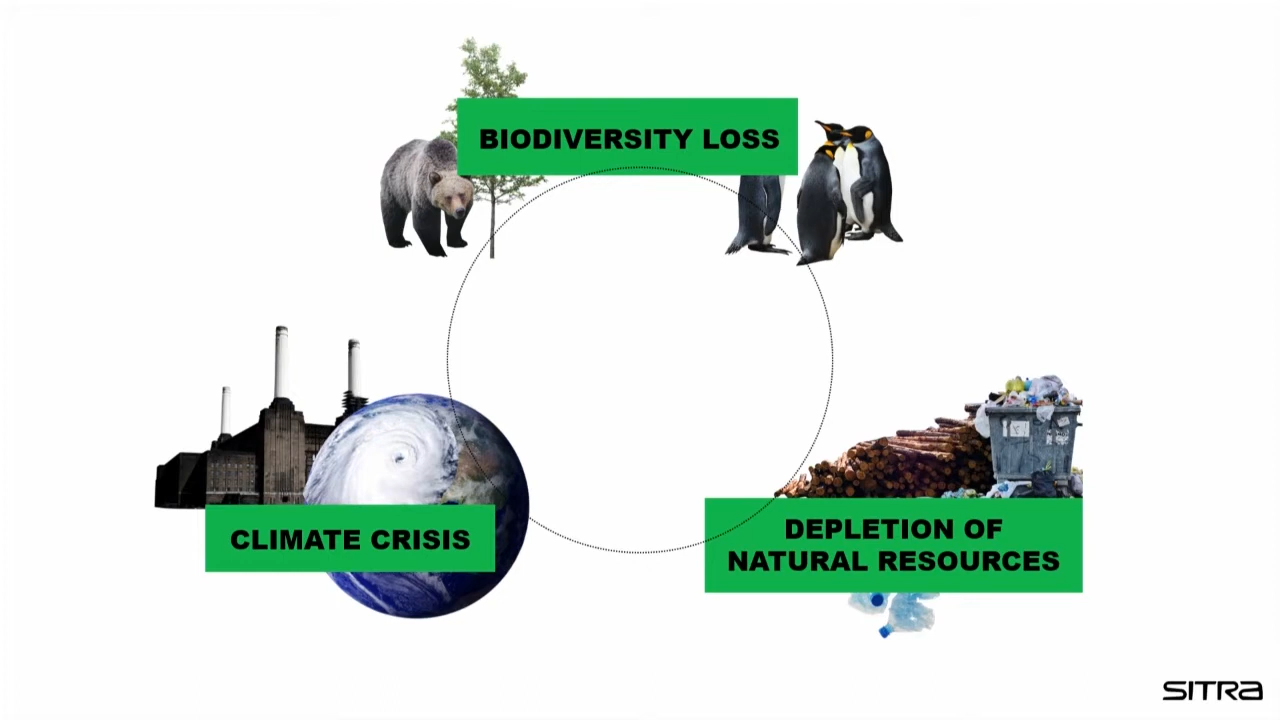 BIODIVERSITY LOSS
CLIMATE CRISIS
DEPLETION OF
NATURAL RESOURCES
SITRA